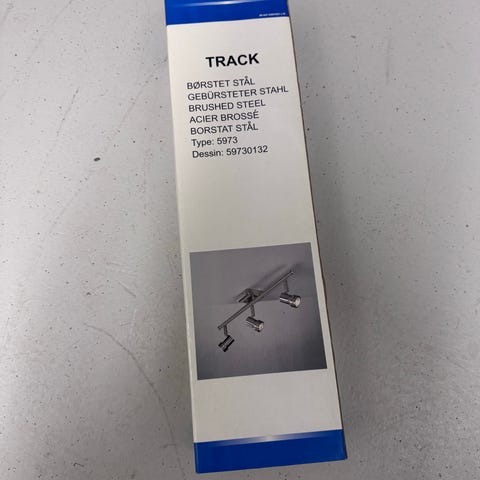 TRACK
BØRSTET STÅL
GEBÜRSTETER STAHL
BRUSHED STEEL
ACIER BROSSÉ
BORSTAT STÅL
Type: 5973
Dessin: 59730132